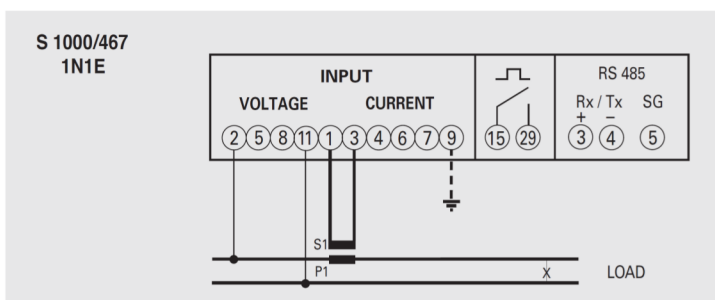 S 1000/467
1N1E
INPUT
VOLTAGE CURRENT
2 5 8 11 1 3 4 6 7 9
15 29
RS 485
Rx / Tx SG
+ −
3 4 5
S1
P1
X LOAD